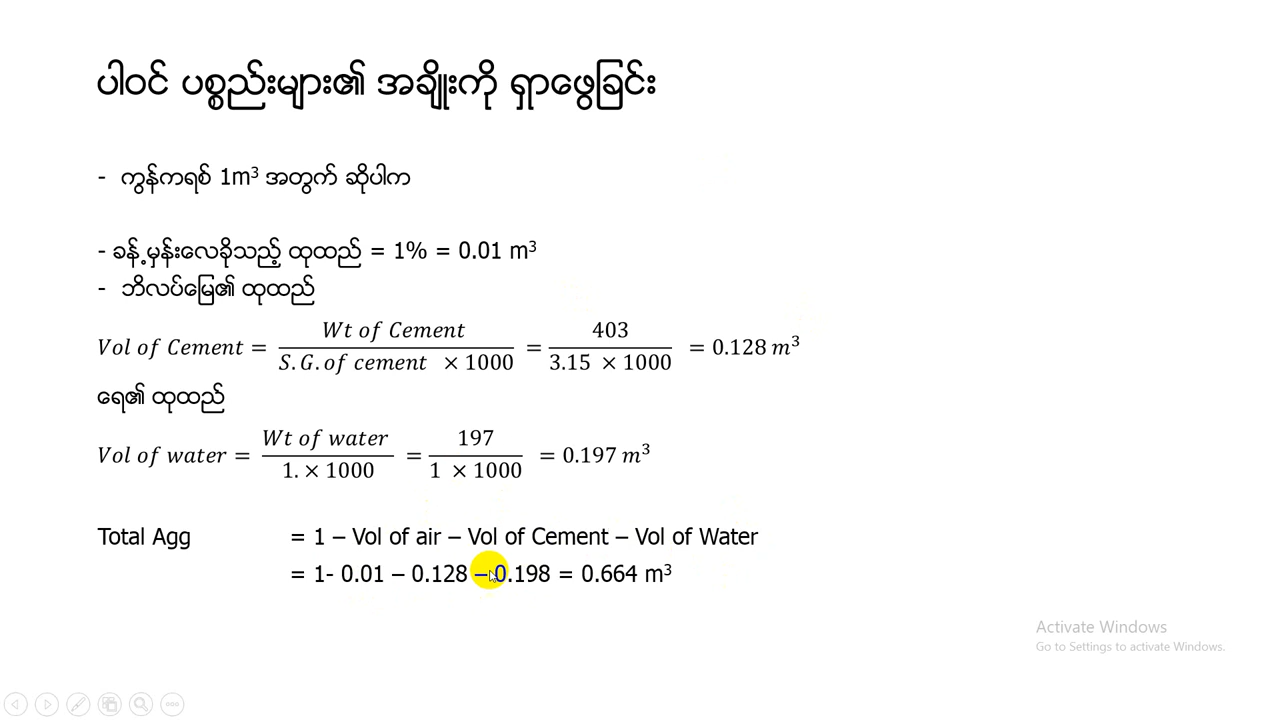 ပါဝင် ပစ္စည်းများ၏ အချိုးကို ရှာဖွေခြင်း
- ကွန်ကရစ် 1m³ အတွက် ဆိုပါက
- ခန့်မှန်းလေခိုသည့် ထုထည် = 1% = 0.01 m³
- ဘိလပ်မြေ၏ ထုထည်
Vol of Cement = Wt of Cement / S.G.of cement × 1000 = 403 / 3.15 × 1000 = 0.128 m³
ရေ၏ ထုထည်
Vol of water = Wt of water / 1. × 1000 = 197 / 1 × 1000 = 0.197 m³
Total Agg = 1 – Vol of air – Vol of Cement – Vol of Water
= 1- 0.01 – 0.128 – 0.198 = 0.664 m³
Activate Windows
Go to Settings to activate Windows.